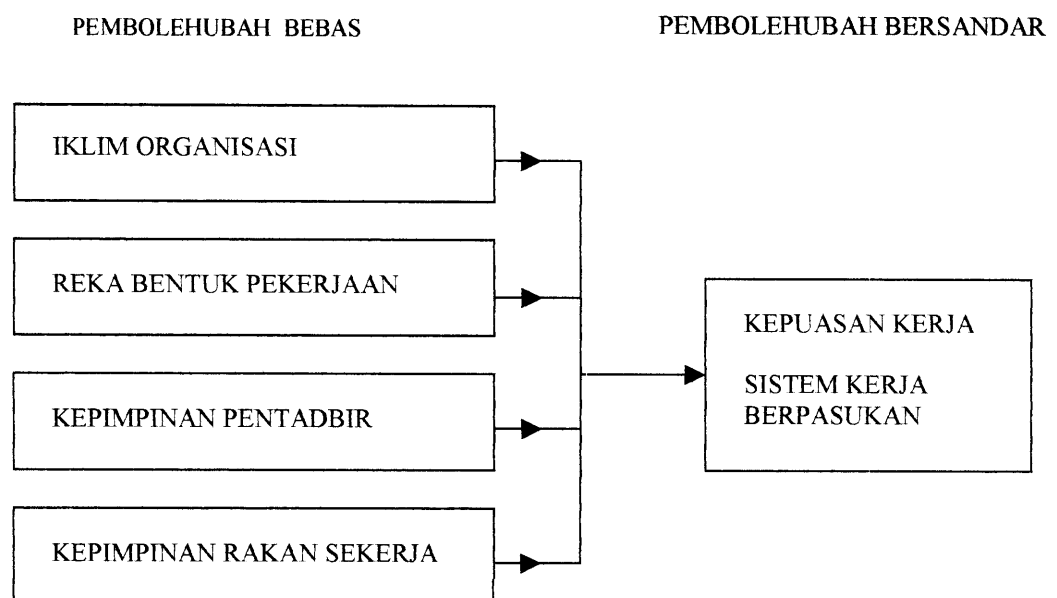 PEMBOLEHUBAH BEBAS
PEMBOLEHUBAH BERSANDAR
IKLIM ORGANISASI
REKA BENTUK PEKERJAAN
KEPIMPINAN PENTADBIR
KEPIMPINAN RAKAN SEKERJA
KEPUASAN KERJA
SISTEM KERJA
BERPASUKAN